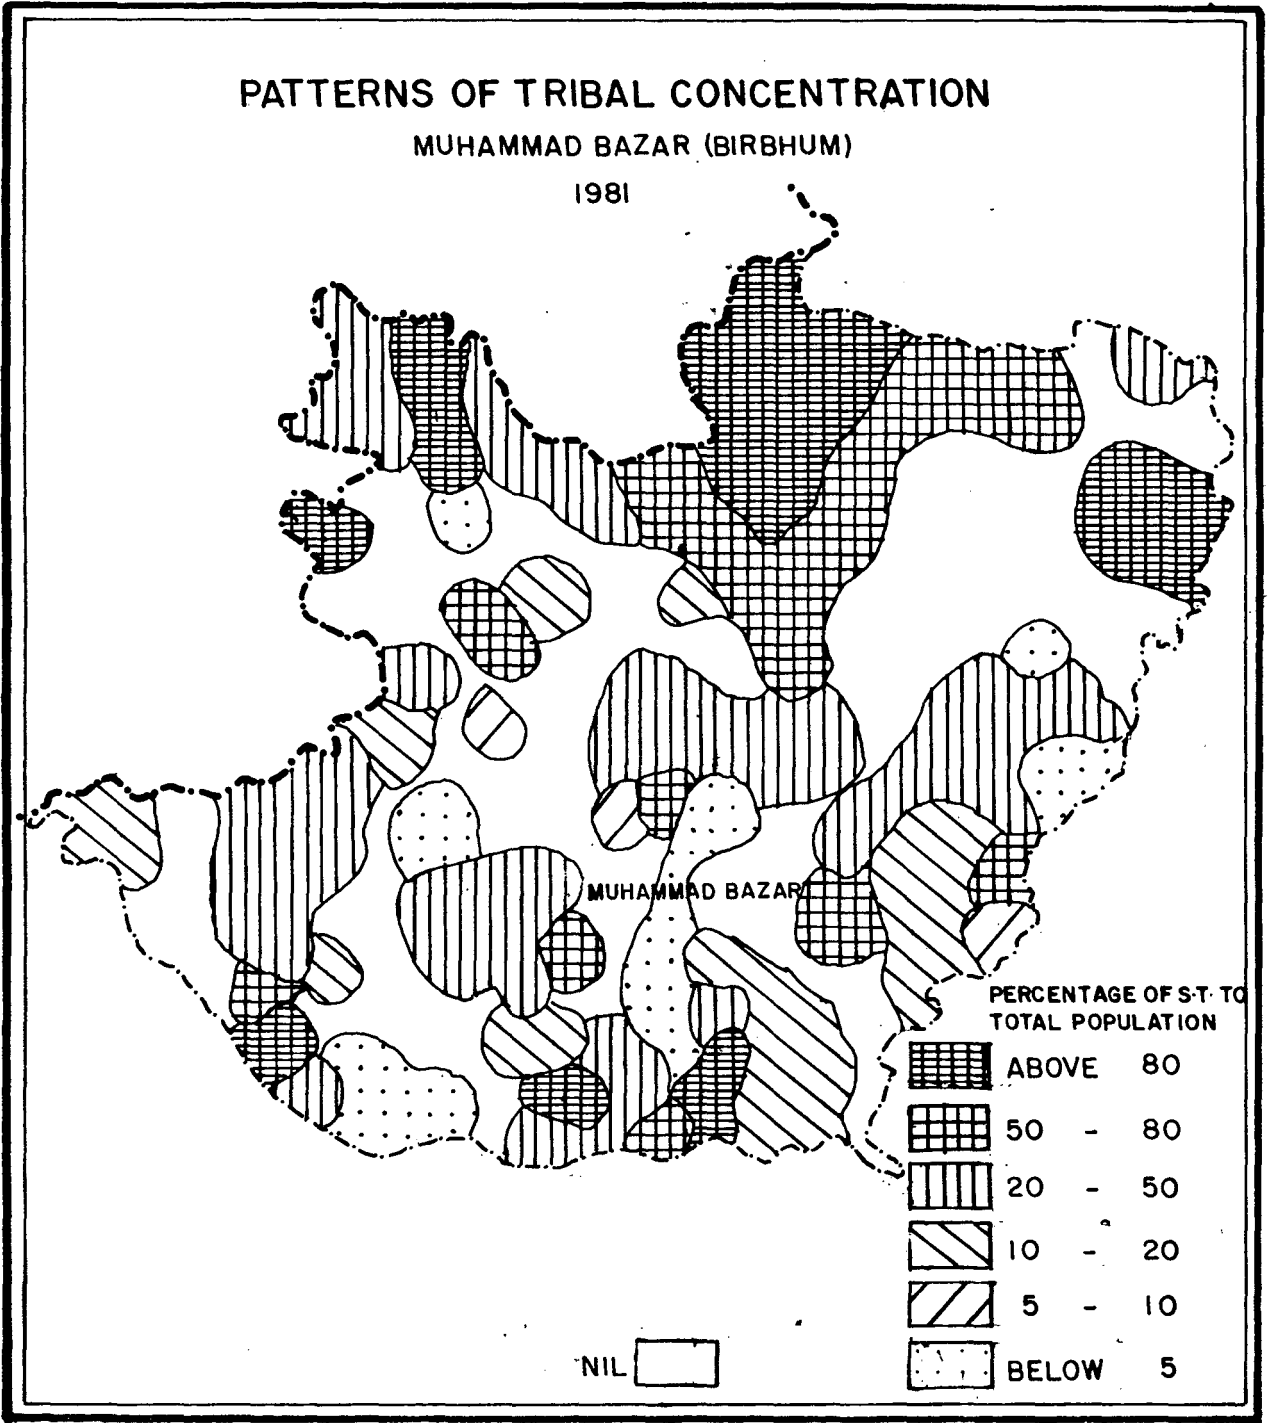 PATTERNS OF TRIBAL CONCENTRATION
MUHAMMAD BAZAR (BIRBHUM)
1981
MUHAMMAD BAZAR
PERCENTAGE OF S.T. TO
TOTAL POPULATION
ABOVE 80
50 - 80
20 - 50
10 - 20
5 - 10
BELOW 5
NIL